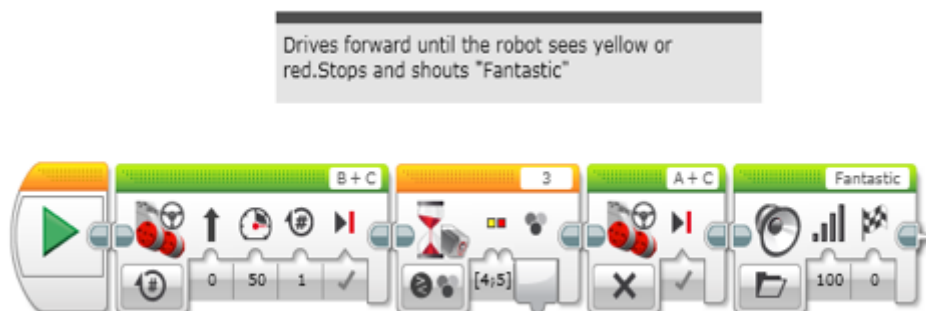 Drives forward until the robot sees yellow or
red.Stops and shouts "Fantastic"
B + C
3
A + C
Fantastic
#
#
0
50
1
[4;5]
100
0